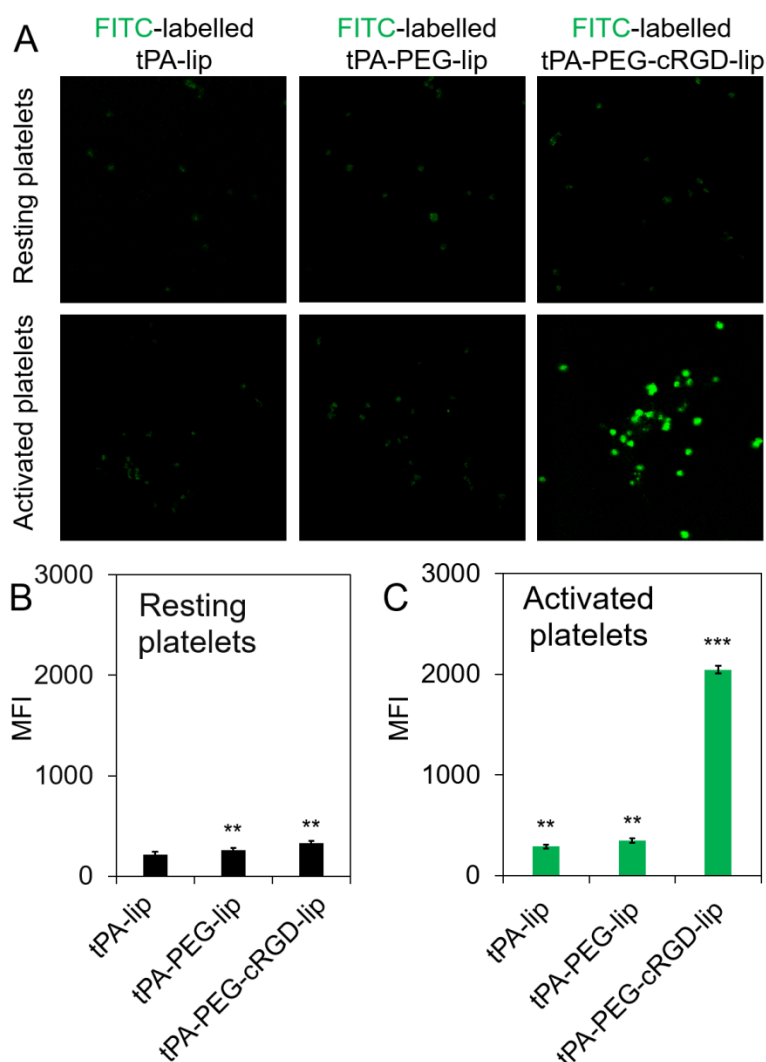 A
FITC-labelled
tPA-lip
FITC-labelled
tPA-PEG-lip
FITC-labelled
tPA-PEG-cRGD-lip
Resting platelets
Activated platelets
B
3000
2000
1000
0
MFI
Resting
platelets
**
**
tPA-lip
tPA-PEG-lip
tPA-PEG-cRGD-lip
C
3000
2000
1000
0
MFI
Activated
platelets
**
**
***
tPA-lip
tPA-PEG-lip
tPA-PEG-cRGD-lip